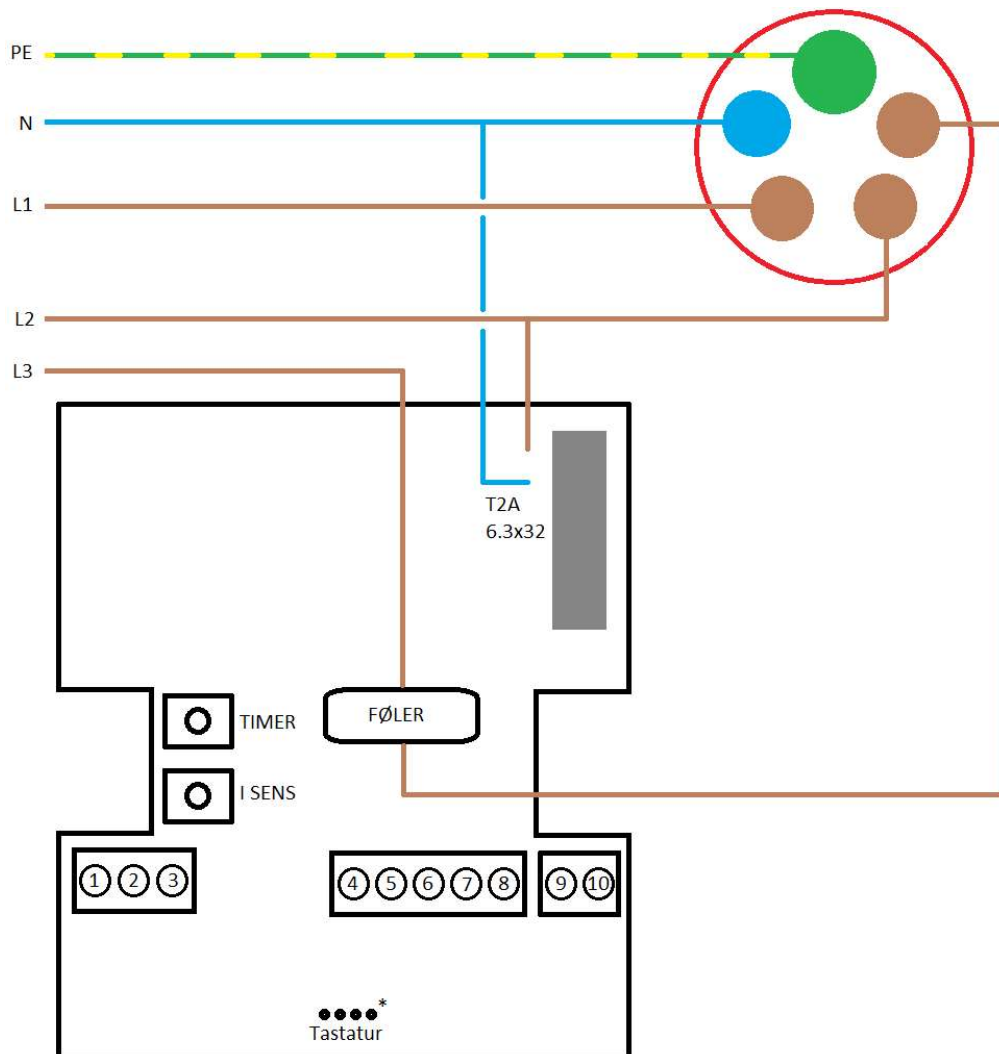 PE
N
L1
L2
L3
T2A
6.3x32
FØLER
TIMER
I SENS
1 2 3
4 5 6 7 8
9 10
*
Tastatur